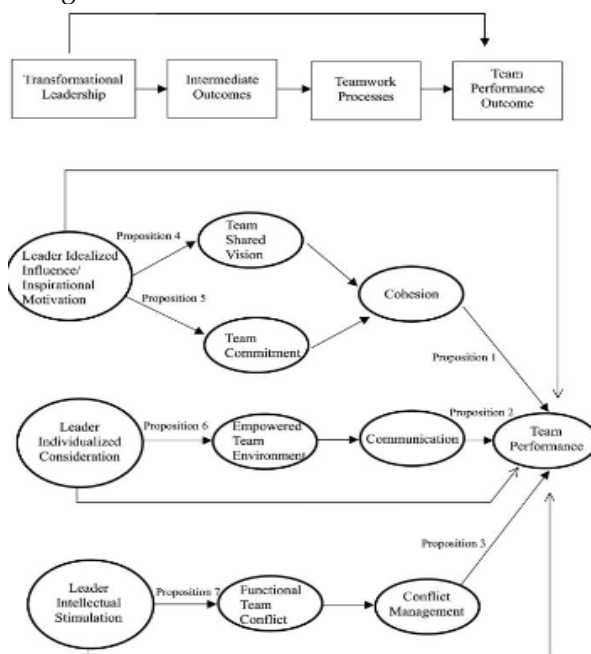 Transformational
Leadership
Intermediate
Outcomes
Teamwork
Processes
Team
Performance
Outcome
Proposition 4
Team
Shared
Vision
Leader Idealized
Influence/
Inspirational
Motivation
Proposition 5
Cohesion
Team
Commitment
Proposition 1
Leader
Individualized
Consideration
Proposition 6
Empowered
Team
Environment
Communication
Proposition 2
Team
Performance
Proposition 3
Leader
Intellectual
Stimulation
Proposition 7
Functional
Team
Conflict
Conflict
Management